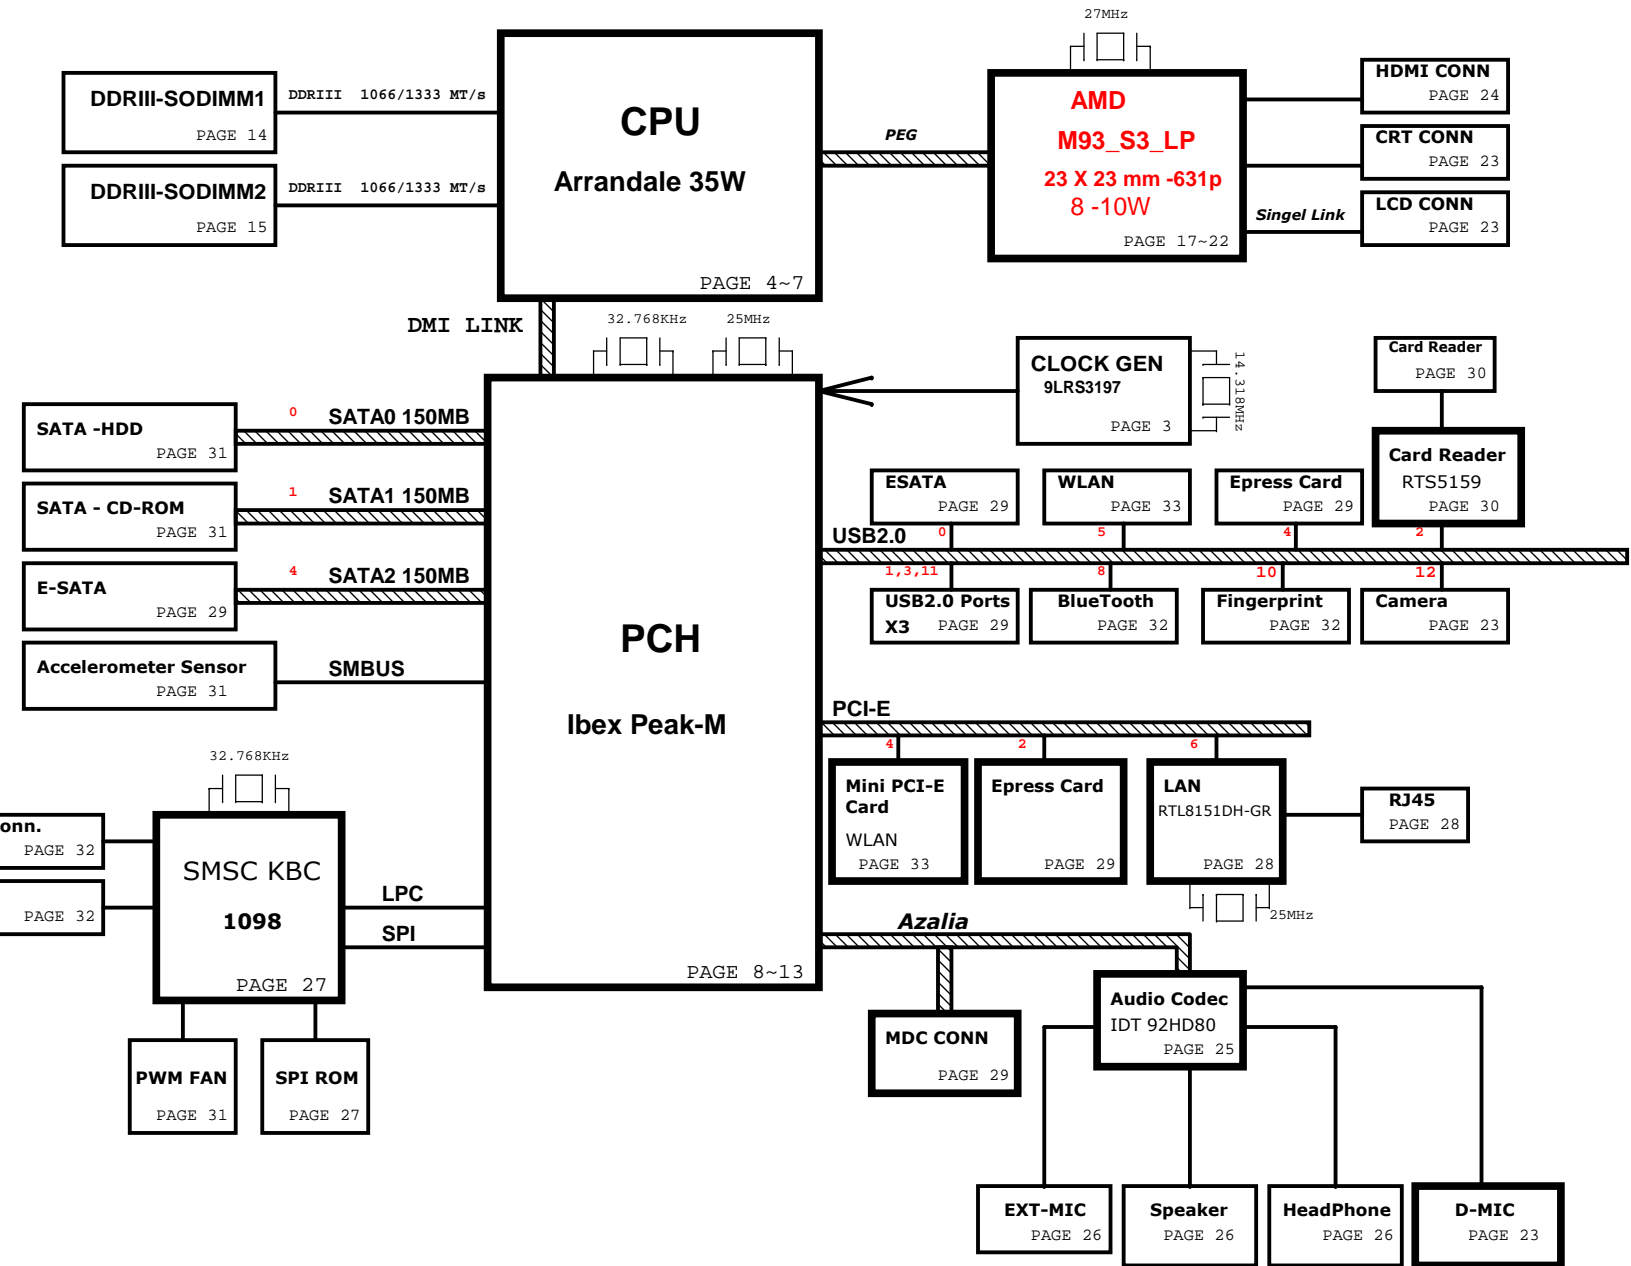 27MHz
DDRIII-SODIMM1
PAGE 14
DDRIII 1066/1333 MT/s
DDRIII-SODIMM2
PAGE 15
DDRIII 1066/1333 MT/s
CPU
Arrandale 35W
PAGE 4~7
PEG
AMD
M93_S3_LP
23 X 23 mm -631p
8 -10W
PAGE 17~22
HDMI CONN
PAGE 24
CRT CONN
PAGE 23
Singel Link
LCD CONN
PAGE 23
DMI LINK
32.768KHz
25MHz
CLOCK GEN
9LRS3197
PAGE 3
14.318MHz
Card Reader
PAGE 30
Card Reader
RTS5159
PAGE 30
SATA -HDD
PAGE 31
0
SATA0 150MB
SATA - CD-ROM
PAGE 31
1
SATA1 150MB
E-SATA
PAGE 29
4
SATA2 150MB
Accelerometer Sensor
PAGE 31
SMBUS
PCH
Ibex Peak-M
PAGE 8~13
ESATA
PAGE 29
WLAN
PAGE 33
Epress Card
PAGE 29
USB2.0
0
5
4
2
1,3,11
8
10
12
USB2.0 Ports
X3 PAGE 29
BlueTooth
PAGE 32
Fingerprint
PAGE 32
Camera
PAGE 23
PCI-E
4
2
6
Mini PCI-E
Card
WLAN
PAGE 33
Epress Card
PAGE 29
LAN
RTL8151DH-GR
PAGE 28
25MHz
RJ45
PAGE 28
32.768KHz
onn.
PAGE 32
PAGE 32
SMSC KBC
1098
PAGE 27
LPC
SPI
PWM FAN
PAGE 31
SPI ROM
PAGE 27
Azalia
MDC CONN
PAGE 29
Audio Codec
IDT 92HD80
PAGE 25
EXT-MIC
PAGE 26
Speaker
PAGE 26
HeadPhone
PAGE 26
D-MIC
PAGE 23